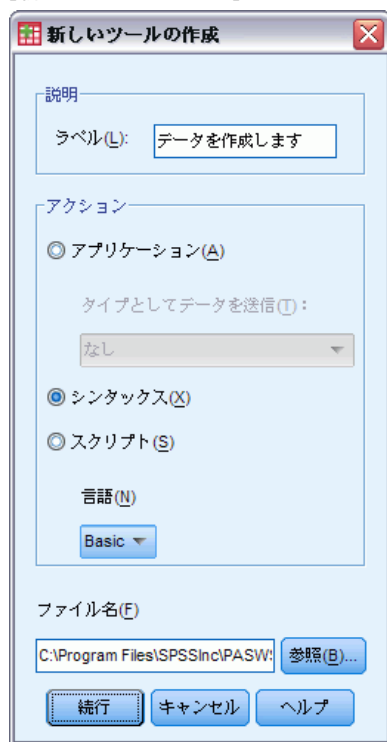 新しいツールの作成
説明
ラベル(L): データを作成します
アクション
アプリケーション(A)
タイプとしてデータを送信(T):
なし
シンタックス(X)
スクリプト(S)
言語(N)
Basic
ファイル名(F)
C:\Program Files\SPSSInc\PASW 参照(B)...
続行 キャンセル ヘルプ